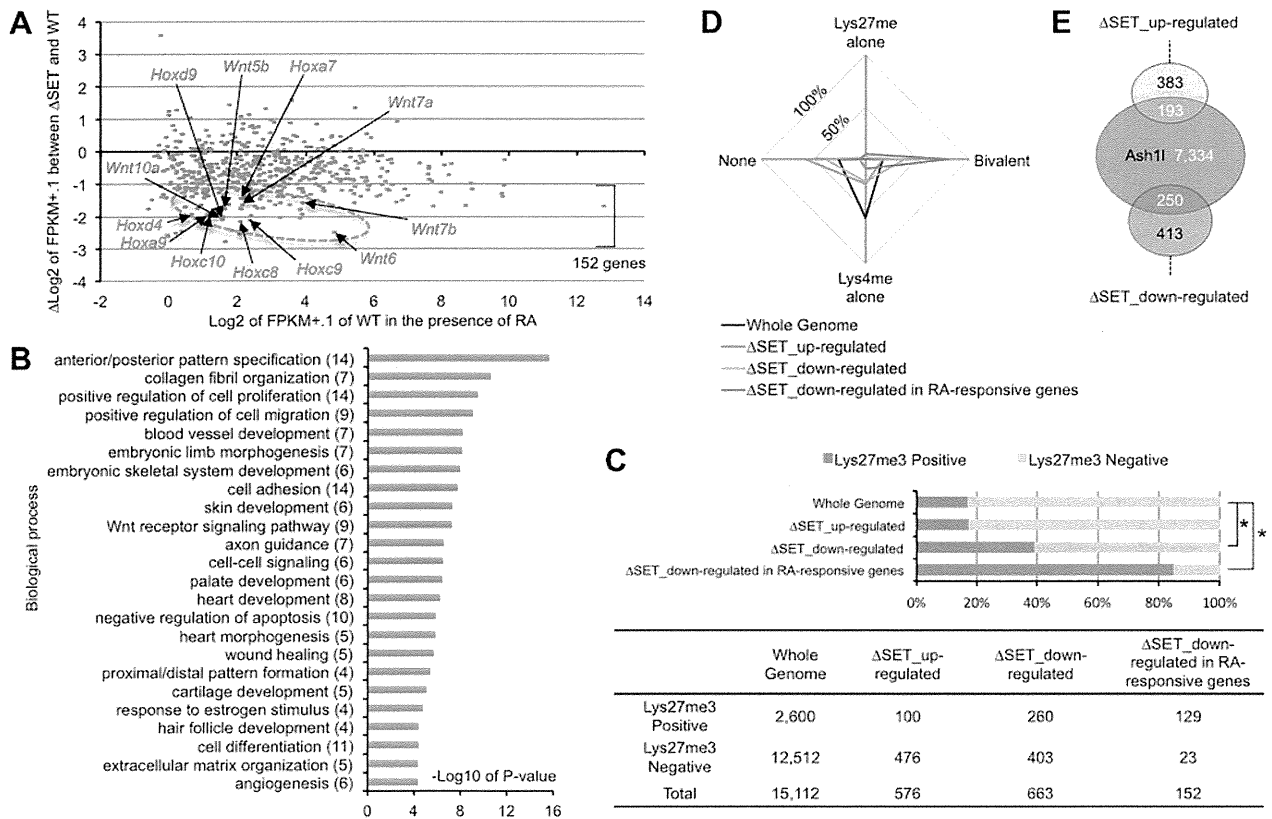 A
ΔLog2 of FPKM+.1 between ΔSET and WT
4
3
2
1
0
-1
-2
-3
-4
Hoxd9
Wnt5b
Hoxa7
Wnt7a
Wnt10a
Hoxd4
Hoxa9
Hoxc10
Hoxc8
Hoxc9
Wnt6
Wnt7b
152 genes
-2
0
2
4
6
8
10
12
14
Log2 of FPKM+.1 of WT in the presence of RA
B
Biological process
anterior/posterior pattern specification (14)
collagen fibril organization (7)
positive regulation of cell proliferation (14)
positive regulation of cell migration (9)
blood vessel development (7)
embryonic limb morphogenesis (7)
embryonic skeletal system development (6)
cell adhesion (14)
skin development (6)
Wnt receptor signaling pathway (9)
axon guidance (7)
cell-cell signaling (6)
palate development (6)
heart development (8)
negative regulation of apoptosis (10)
heart morphogenesis (5)
wound healing (5)
proximal/distal pattern formation (4)
cartilage development (5)
response to estrogen stimulus (4)
hair follicle development (4)
cell differentiation (11)
extracellular matrix organization (5)
angiogenesis (6)
-Log10 of P-value
0
4
8
12
16
D
Lys27me
alone
100%
50%
None
Bivalent
Lys4me
alone
Whole Genome
ΔSET_up-regulated
ΔSET_down-regulated
ΔSET_down-regulated in RA-responsive genes
E
ΔSET_up-regulated
383
193
Ash1l 7,334
250
413
ΔSET_down-regulated
C
Lys27me3 Positive
Lys27me3 Negative
Whole Genome
ΔSET_up-regulated
ΔSET_down-regulated
ΔSET_down-regulated in RA-responsive genes
*
*
0%
20%
40%
60%
80%
100%
Whole Genome
ΔSET_up-regulated
ΔSET_down-regulated
ΔSET_down-regulated in RA-responsive genes
Lys27me3 Positive
2,600
100
260
129
Lys27me3 Negative
12,512
476
403
23
Total
15,112
576
663
152